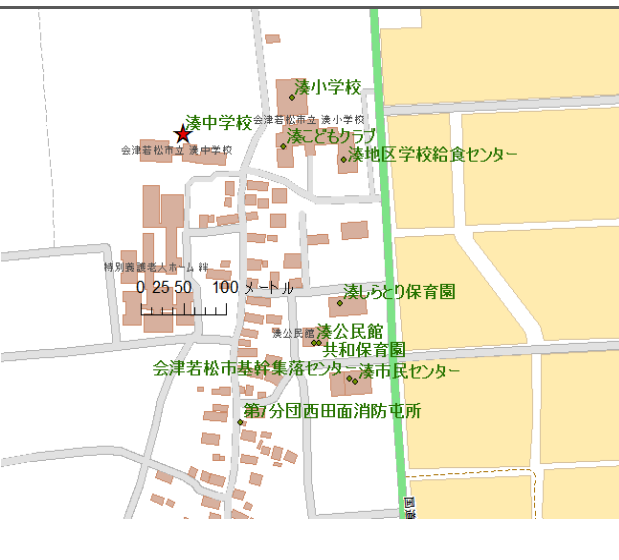 湊小学校
会津若松市立 湊小学校
湊中学校
湊こどもクラブ
会津若松市立 湊中学校
湊地区学校給食センター
特別養護老人ホーム 絆
0 25 50 100 メートル
湊しらとり保育園
湊公民館
湊公民館
共和保育園
会津若松市基幹集落センター
湊市民センター
第7分団西田面消防屯所
国道